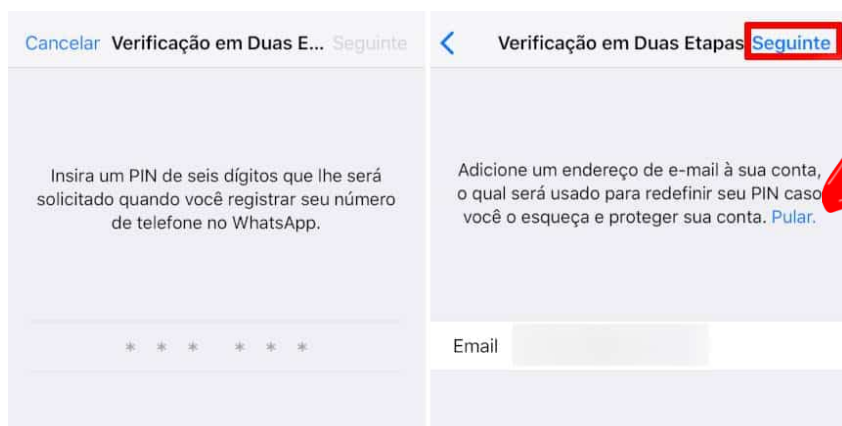 Cancelar Verificação em Duas E... Seguinte
Insira um PIN de seis dígitos que lhe será
solicitado quando você registrar seu número
de telefone no WhatsApp.
* * * * * *
Verificação em Duas Etapas Seguinte
Adicione um endereço de e-mail à sua conta,
o qual será usado para redefinir seu PIN caso
você o esqueça e proteger sua conta. Pular.
Email